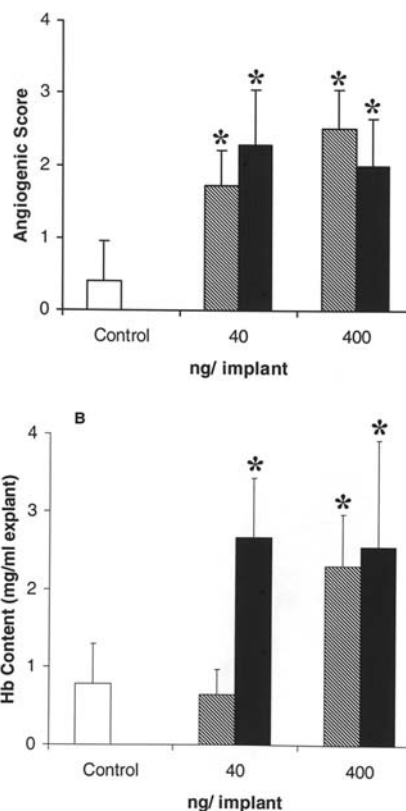 4
3
2
1
0
Angiogenic Score
* * * *
Control 40 400
ng/ implant
B
4
3
2
1
0
Hb Content (mg/ml explant)
* * *
Control 40 400
ng/ implant